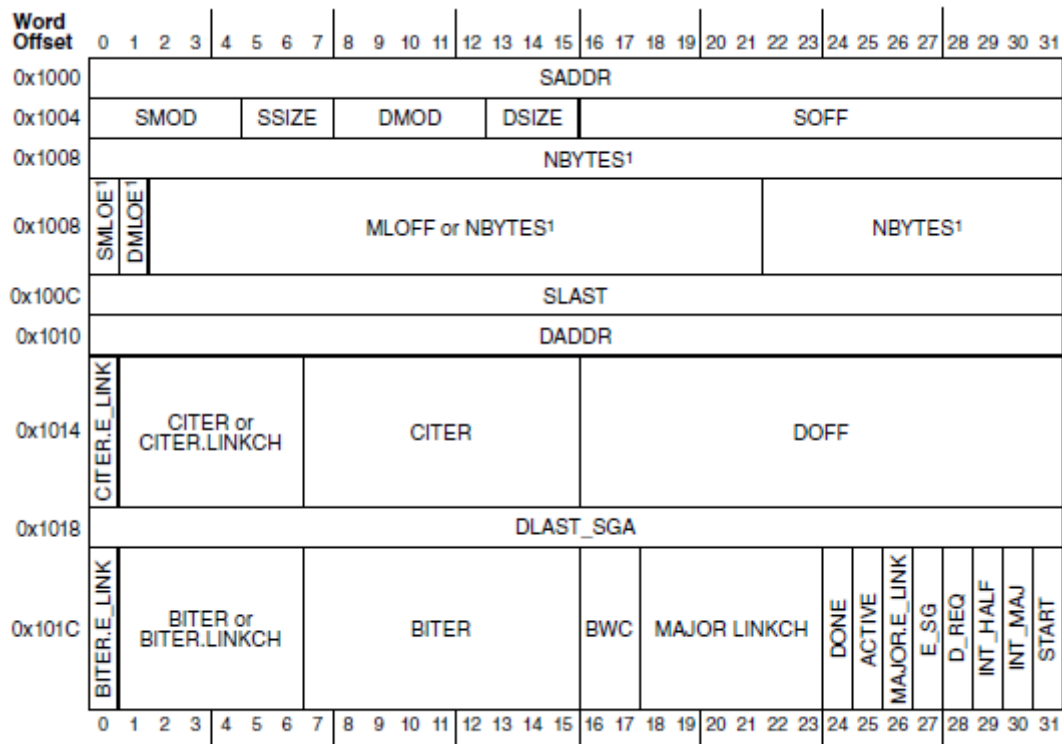 Word
Offset 0 1 2 3 4 5 6 7 8 9 10 11 12 13 14 15 16 17 18 19 20 21 22 23 24 25 26 27 28 29 30 31
0x1000 SADDR
0x1004 SMOD SSIZE DMOD DSIZE SOFF
0x1008 NBYTES¹
0x1008 SMLOE¹ DMLOE¹ MLOFF or NBYTES¹ NBYTES¹
0x100C SLAST
0x1010 DADDR
0x1014 CITER.E_LINK CITER or
CITER.LINKCH CITER DOFF
0x1018 DLAST_SGA
0x101C BITER.E_LINK BITER or
BITER.LINKCH BITER BWC MAJOR LINKCH DONE ACTIVE MAJOR.E_LINK E_SG D_REQ INT_HALF INT_MAJ START
0 1 2 3 4 5 6 7 8 9 10 11 12 13 14 15 16 17 18 19 20 21 22 23 24 25 26 27 28 29 30 31